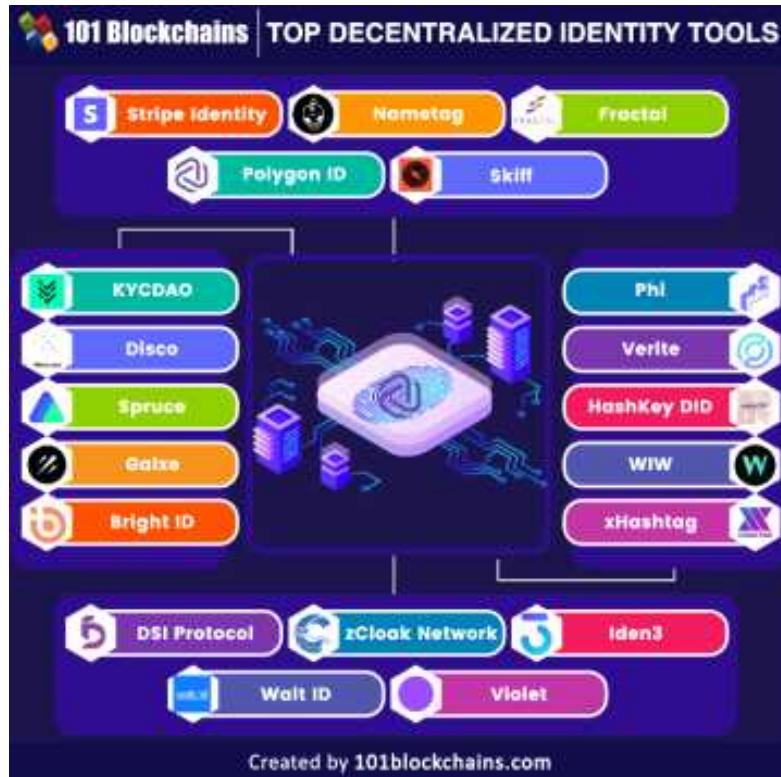 101 Blockchains TOP DECENTRALIZED IDENTITY TOOLS
S Stripe Identity
Nametag
Fractal
Polygon ID
Skiff
KYCDAO
Disco
Spruce
Galxe
Bright ID
Phi
Verite
HashKey DID
WIW
W
xHashtag
DSI Protocol
zCloak Network
Iden3
Walt ID
Violet
Created by 101blockchains.com